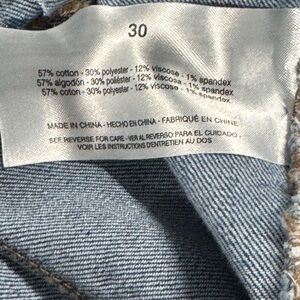 30
57% cotton - 30% polyester - 12% viscose - 1% spandex
57% algodón - 30% poliéster - 12% viscosa - 1% spandex
57% coton - 30% polyester - 12% viscose - 1% spandex
MADE IN CHINA - HECHO EN CHINA - FABRIQUÉ EN CHINE
SEE REVERSE FOR CARE - VER AL REVERSO PARA EL CUIDADO
VOIR LES INSTRUCTIONS D'ENTRETIEN AU DOS